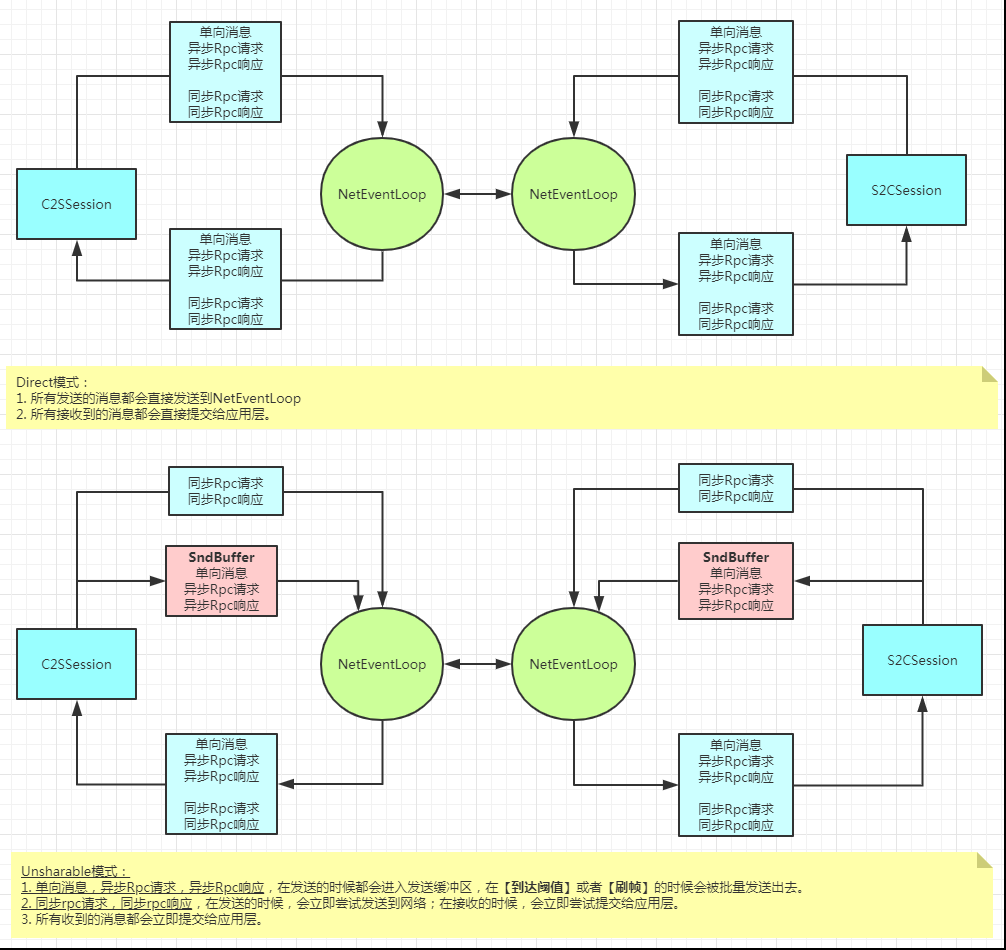 单向消息
异步Rpc请求
异步Rpc响应
同步Rpc请求
同步Rpc响应
单向消息
异步Rpc请求
异步Rpc响应
同步Rpc请求
同步Rpc响应
C2SSession
NetEventLoop
NetEventLoop
S2CSession
单向消息
异步Rpc请求
异步Rpc响应
同步Rpc请求
同步Rpc响应
单向消息
异步Rpc请求
异步Rpc响应
同步Rpc请求
同步Rpc响应
Direct模式：
1. 所有发送的消息都会直接发送到NetEventLoop
2. 所有接收到的消息都会直接提交给应用层。
同步Rpc请求
同步Rpc响应
同步Rpc请求
同步Rpc响应
SndBuffer
单向消息
异步Rpc请求
异步Rpc响应
SndBuffer
单向消息
异步Rpc请求
异步Rpc响应
C2SSession
NetEventLoop
NetEventLoop
S2CSession
单向消息
异步Rpc请求
异步Rpc响应
同步Rpc请求
同步Rpc响应
单向消息
异步Rpc请求
异步Rpc响应
同步Rpc请求
同步Rpc响应
Unsharable模式：
1. 单向消息，异步Rpc请求，异步Rpc响应，在发送的时候都会进入发送缓冲区，在【到达阈值】或者【刷帧】的时候会被批量发送出去。
2. 同步rpc请求，同步rpc响应，在发送的时候，会立即尝试发送到网络；在接收的时候，会立即尝试提交给应用层。
3. 所有收到的消息都会立即提交给应用层。